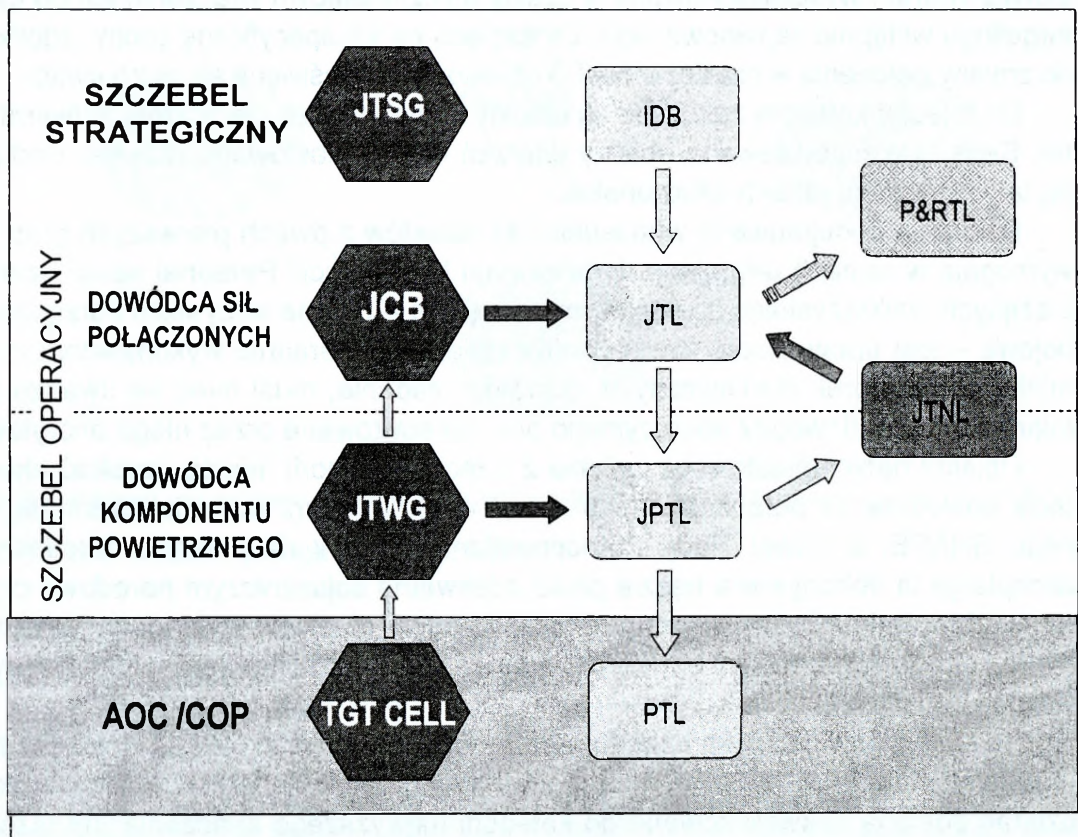 SZCZEBEL
STRATEGICZNY
JTSG
IDB
P&RTL
SZCZEBEL OPERACYJNY
DOWÓDCA SIŁ
POŁĄCZONYCH
JCB
JTL
JTNL
DOWÓDCA
KOMPONENTU
POWIETRZNEGO
JTWG
JPTL
AOC /COP
TGT CELL
PTL